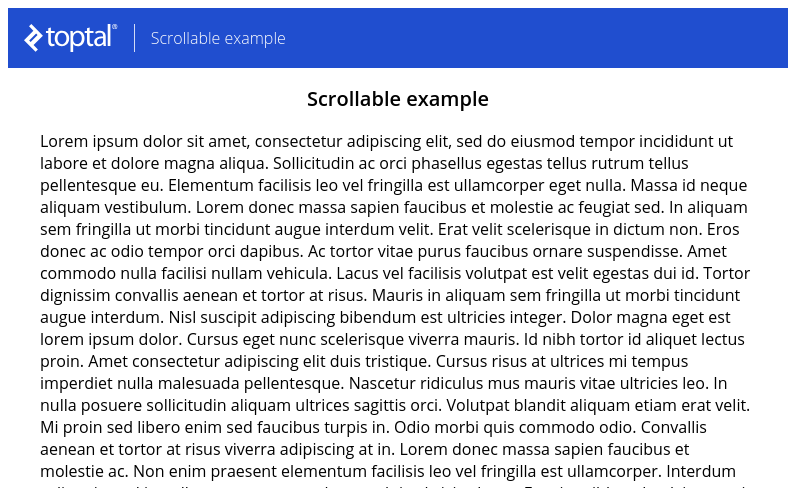 toptal® Scrollable example
Scrollable example
Lorem ipsum dolor sit amet, consectetur adipiscing elit, sed do eiusmod tempor incididunt ut
labore et dolore magna aliqua. Sollicitudin ac orci phasellus egestas tellus rutrum tellus
pellentesque eu. Elementum facilisis leo vel fringilla est ullamcorper eget nulla. Massa id neque
aliquam vestibulum. Lorem donec massa sapien faucibus et molestie ac feugiat sed. In aliquam
sem fringilla ut morbi tincidunt augue interdum velit. Erat velit scelerisque in dictum non. Eros
donec ac odio tempor orci dapibus. Ac tortor vitae purus faucibus ornare suspendisse. Amet
commodo nulla facilisi nullam vehicula. Lacus vel facilisis volutpat est velit egestas dui id. Tortor
dignissim convallis aenean et tortor at risus. Mauris in aliquam sem fringilla ut morbi tincidunt
augue interdum. Nisl suscipit adipiscing bibendum est ultricies integer. Dolor magna eget est
lorem ipsum dolor. Cursus eget nunc scelerisque viverra mauris. Id nibh tortor id aliquet lectus
proin. Amet consectetur adipiscing elit duis tristique. Cursus risus at ultrices mi tempus
imperdiet nulla malesuada pellentesque. Nascetur ridiculus mus mauris vitae ultricies leo. In
nulla posuere sollicitudin aliquam ultrices sagittis orci. Volutpat blandit aliquam etiam erat velit.
Mi proin sed libero enim sed faucibus turpis in. Odio morbi quis commodo odio. Convallis
aenean et tortor at risus viverra adipiscing at in. Lorem donec massa sapien faucibus et
molestie ac. Non enim praesent elementum facilisis leo vel fringilla est ullamcorper. Interdum